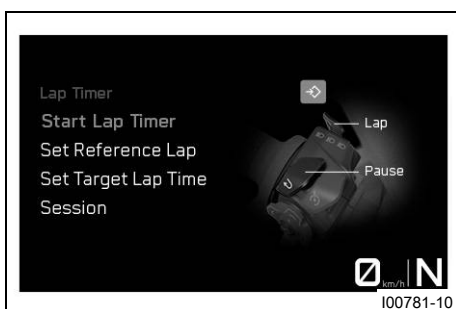 Lap Timer
Start Lap Timer
Lap
Set Reference Lap
Set Target Lap Time
Pause
Session
0 km/h N
I00781-10